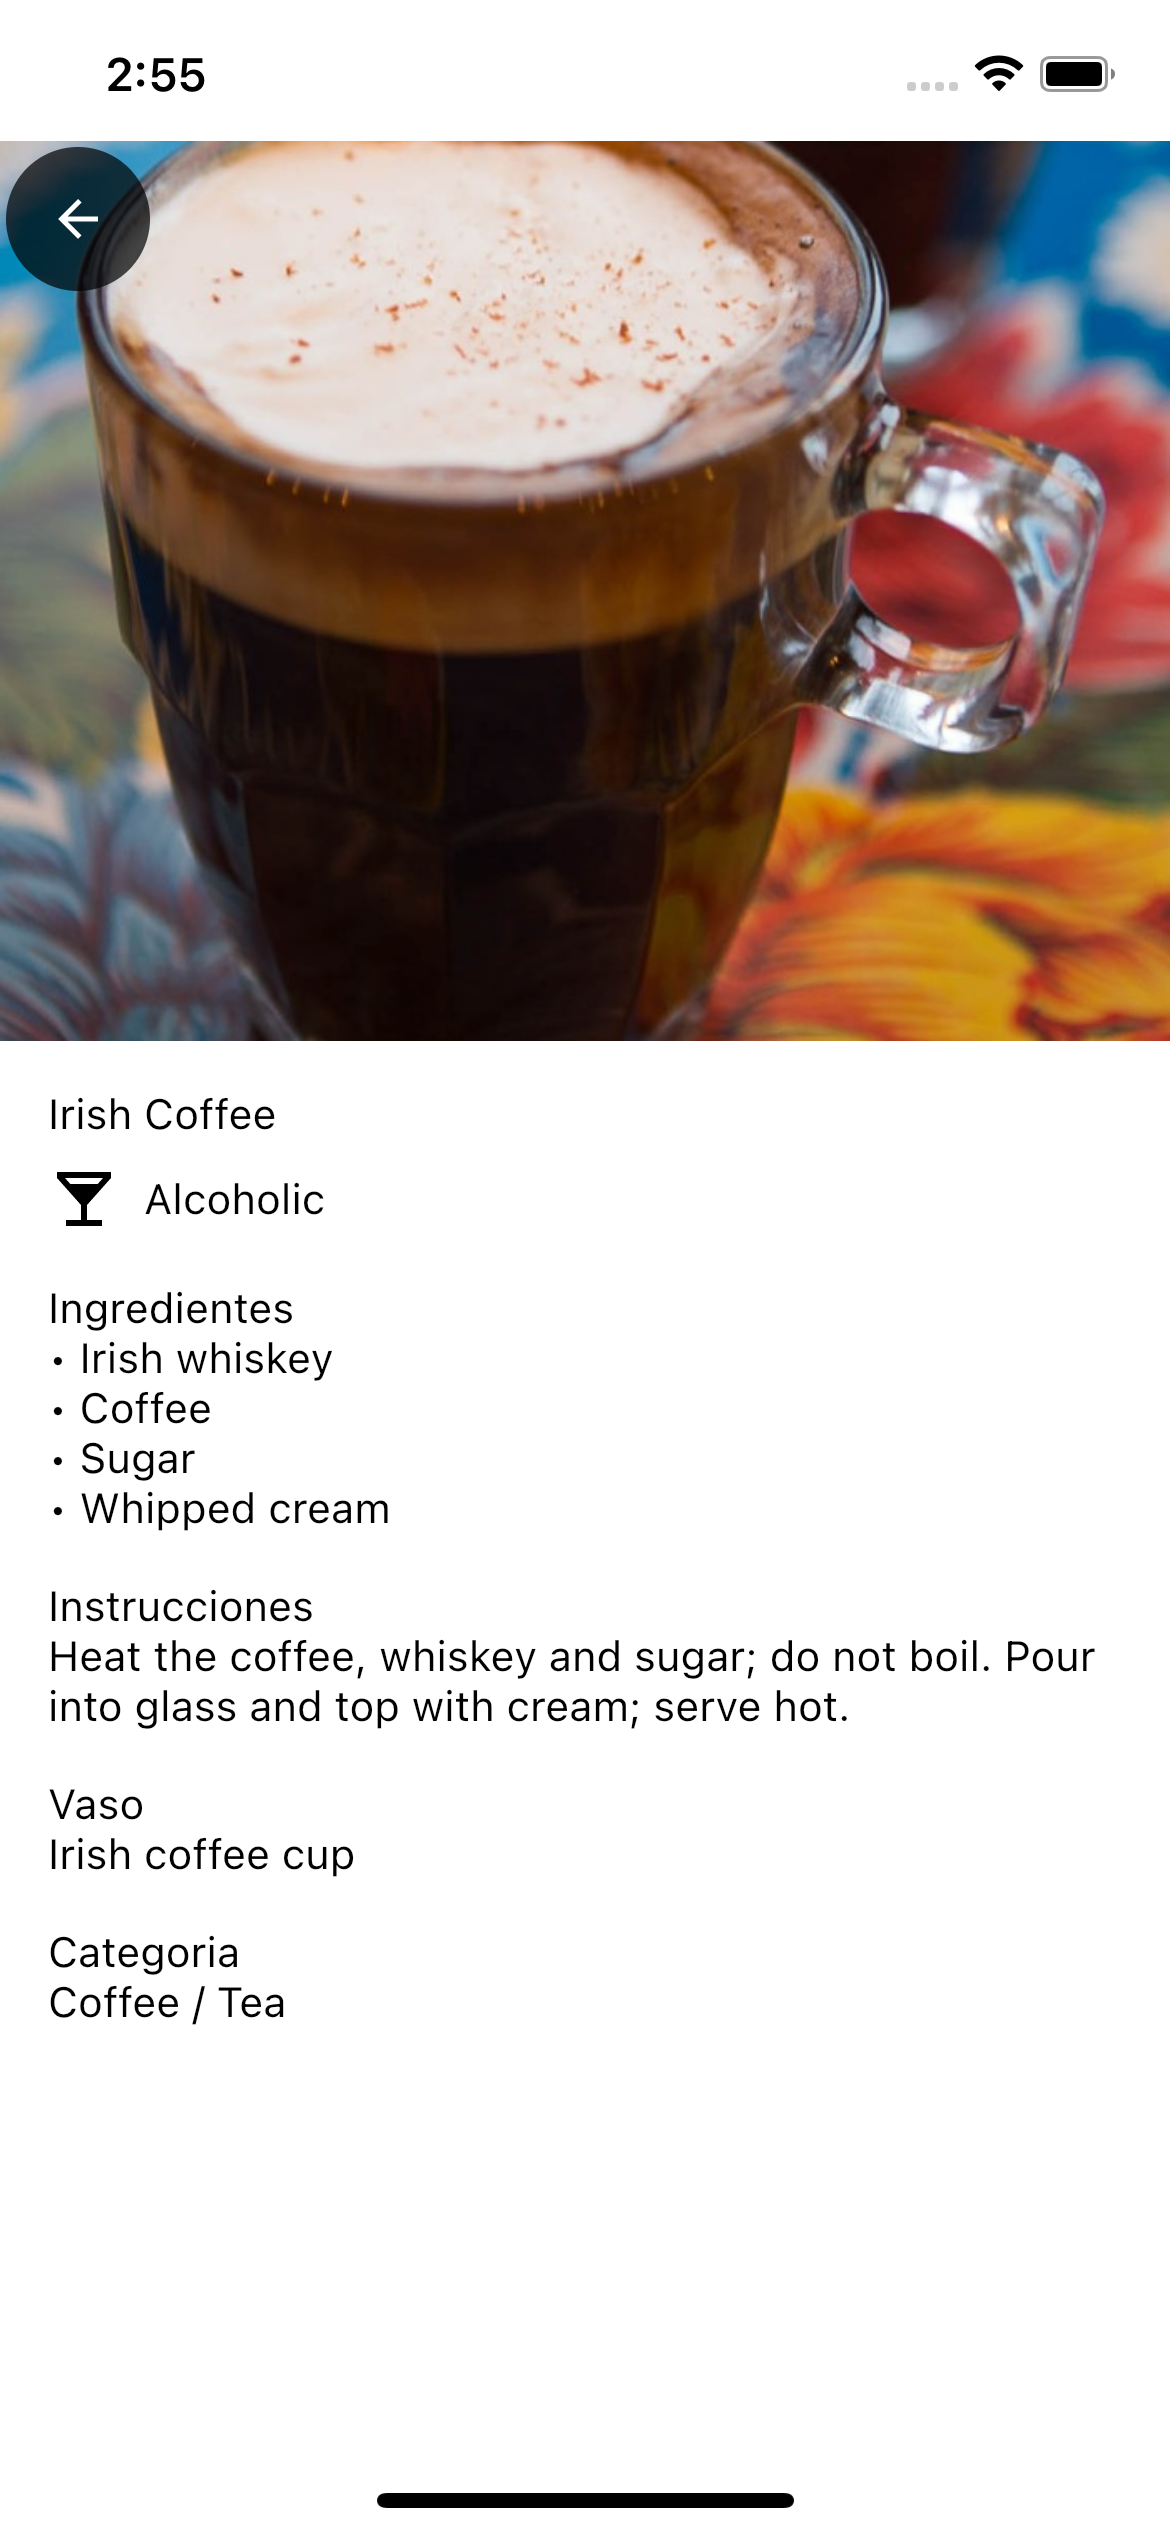 2:55
Irish Coffee
Alcoholic
Ingredientes
• Irish whiskey
• Coffee
• Sugar
• Whipped cream
Instrucciones
Heat the coffee, whiskey and sugar; do not boil. Pour
into glass and top with cream; serve hot.
Vaso
Irish coffee cup
Categoria
Coffee / Tea